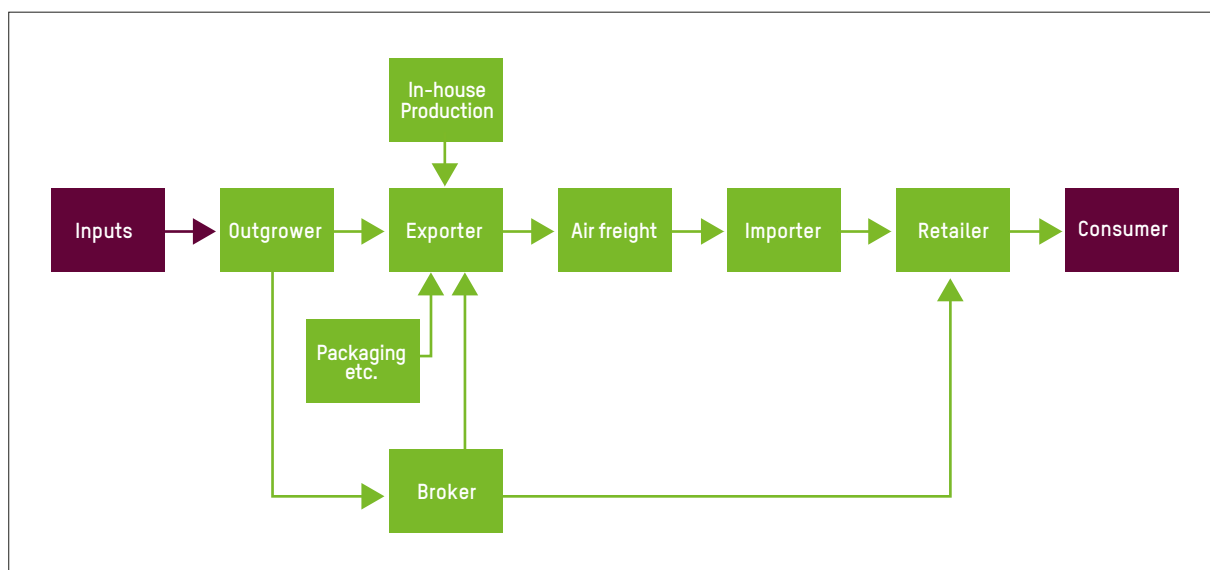 In-house
Production
Inputs
Outgrower
Exporter
Air freight
Importer
Retailer
Consumer
Packaging
etc.
Broker